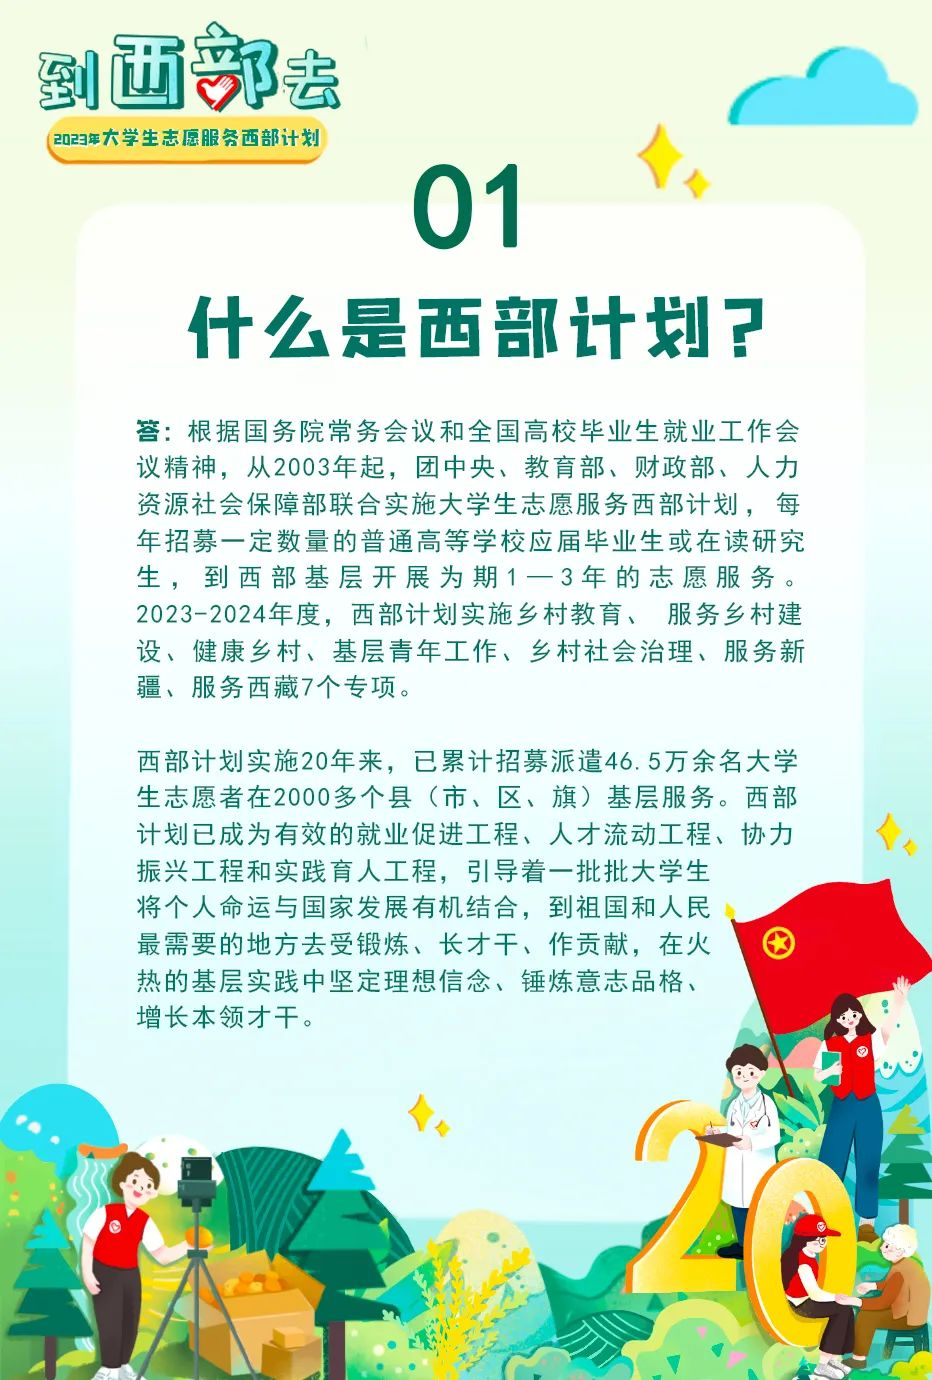 到西部去
2023年大学生志愿服务西部计划
01
什么是西部计划?
答：根据国务院常务会议和全国高校毕业生就业工作会
议精神，从2003年起，团中央、教育部、财政部、人力
资源社会保障部联合实施大学生志愿服务西部计划，每
年招募一定数量的普通高等学校应届毕业生或在读研究
生，到西部基层开展为期1—3年的志愿服务。
2023-2024年度，西部计划实施乡村教育、 服务乡村建
设、健康乡村、基层青年工作、乡村社会治理、服务新
疆、服务西藏7个专项。
西部计划实施20年来，已累计招募派遣46.5万余名大学
生志愿者在2000多个县（市、区、旗）基层服务。西部
计划已成为有效的就业促进工程、人才流动工程、协力
振兴工程和实践育人工程，引导着一批批大学生
将个人命运与国家发展有机结合，到祖国和人民
最需要的地方去受锻炼、长才干、作贡献，在火
热的基层实践中坚定理想信念、锤炼意志品格、
增长本领才干。
20